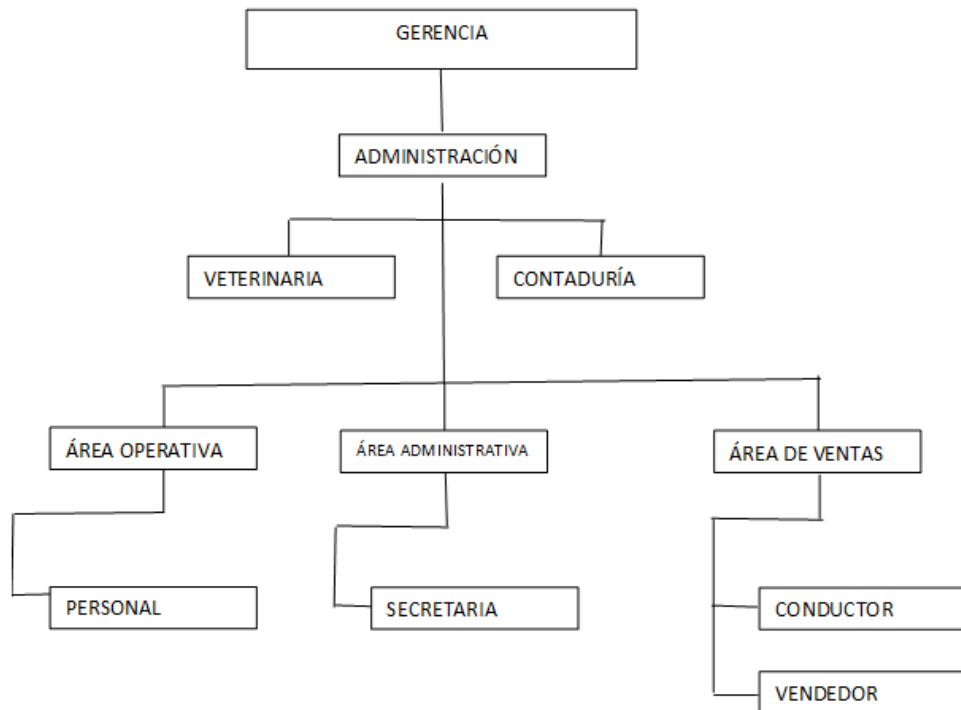 GERENCIA
ADMINISTRACIÓN
VETERINARIA
CONTADURÍA
ÁREA OPERATIVA
ÁREA ADMINISTRATIVA
ÁREA DE VENTAS
PERSONAL
SECRETARIA
CONDUCTOR
VENDEDOR